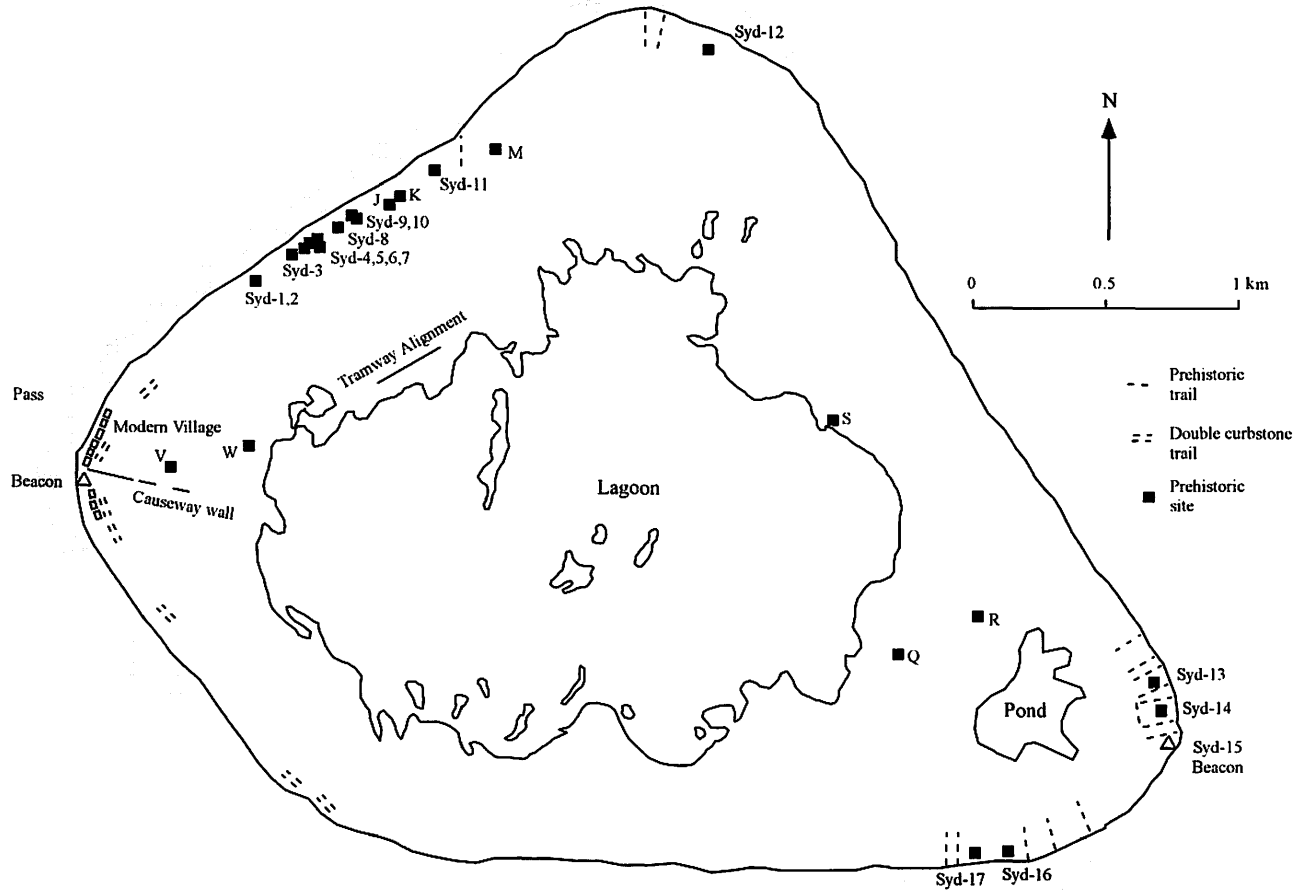 Syd-12
N
M
Syd-11
J
K
Syd-9,10
Syd-8
Syd-4,5,6,7
Syd-3
Syd-1,2
0
0.5
1 km
Tramway Alignment
Prehistoric
trail
Pass
Modern Village
S
Double curbstone
trail
V
W
Beacon
Causeway wall
Lagoon
Prehistoric
site
R
Q
Syd-13
Pond
Syd-14
Syd-15
Beacon
Syd-17
Syd-16